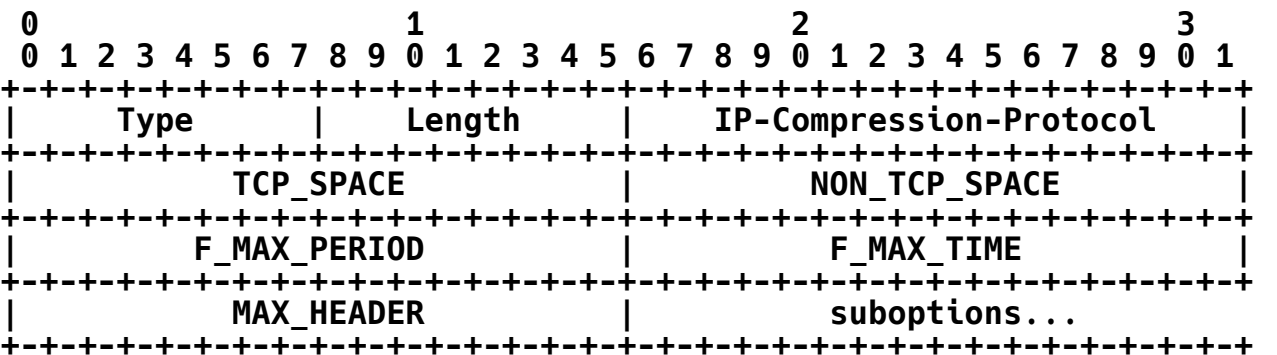 0                   1                   2                   3
 0 1 2 3 4 5 6 7 8 9 0 1 2 3 4 5 6 7 8 9 0 1 2 3 4 5 6 7 8 9 0 1
+-+-+-+-+-+-+-+-+-+-+-+-+-+-+-+-+-+-+-+-+-+-+-+-+-+-+-+-+-+-+-+-+
|     Type      |    Length     |    IP-Compression-Protocol    |
+-+-+-+-+-+-+-+-+-+-+-+-+-+-+-+-+-+-+-+-+-+-+-+-+-+-+-+-+-+-+-+-+
|           TCP_SPACE           |         NON_TCP_SPACE         |
+-+-+-+-+-+-+-+-+-+-+-+-+-+-+-+-+-+-+-+-+-+-+-+-+-+-+-+-+-+-+-+-+
|         F_MAX_PERIOD          |          F_MAX_TIME           |
+-+-+-+-+-+-+-+-+-+-+-+-+-+-+-+-+-+-+-+-+-+-+-+-+-+-+-+-+-+-+-+-+
|           MAX_HEADER          |          suboptions...
+-+-+-+-+-+-+-+-+-+-+-+-+-+-+-+-+-+-+-+-+-+-+-+-+-+-+-+-+-+-+-+-+